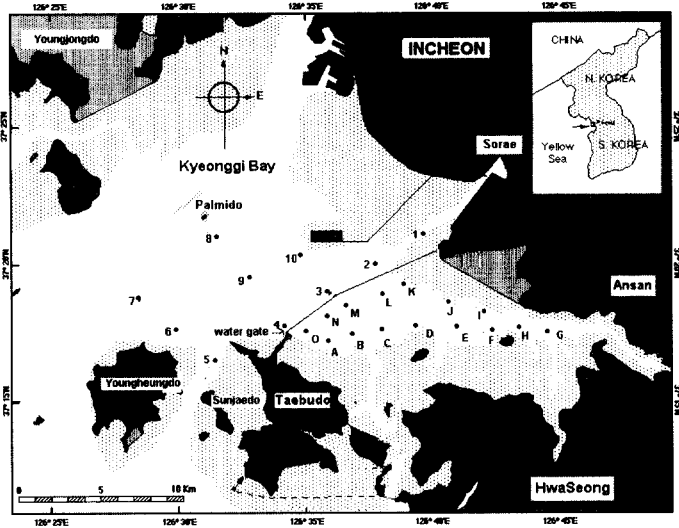 126° 25'E 126° 30'E 126° 35'E 126° 40'E 126° 45'E
Youngjongdo
INCHEON
CHINA
N. KOREA
S. KOREA
Yellow
Sea
N
E
37° 25'N
Kyeonggi Bay
Sorae
Palmido
1
8
2
10
9
37° 20'N
Ansan
3
K
L
7
M
J
I
N
4
6
water gate
O
A
B
C
D
E
F
H
G
5
Youngheungdo
Sunjaedo
Taebudo
37° 15'N
0 5 10 Km
HwaSeong
126° 25'E 126° 30'E 126° 35'E 126° 40'E 126° 45'E